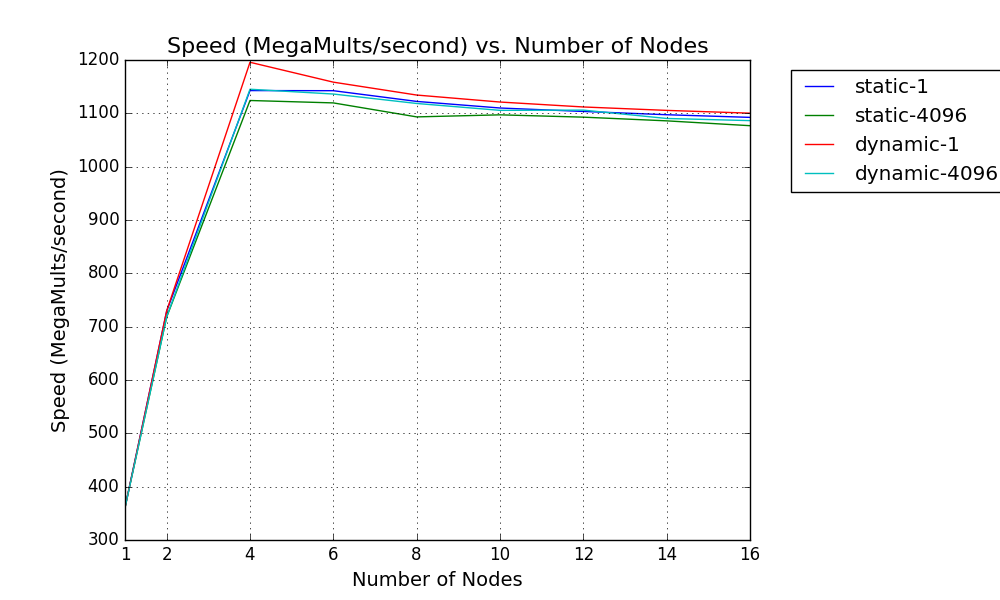 Speed (MegaMults/second) vs. Number of Nodes
1200
1100
1000
900
800
700
600
500
400
300
Speed (MegaMults/second)
1 2 4 6 8 10 12 14 16
Number of Nodes
static-1
static-4096
dynamic-1
dynamic-4096